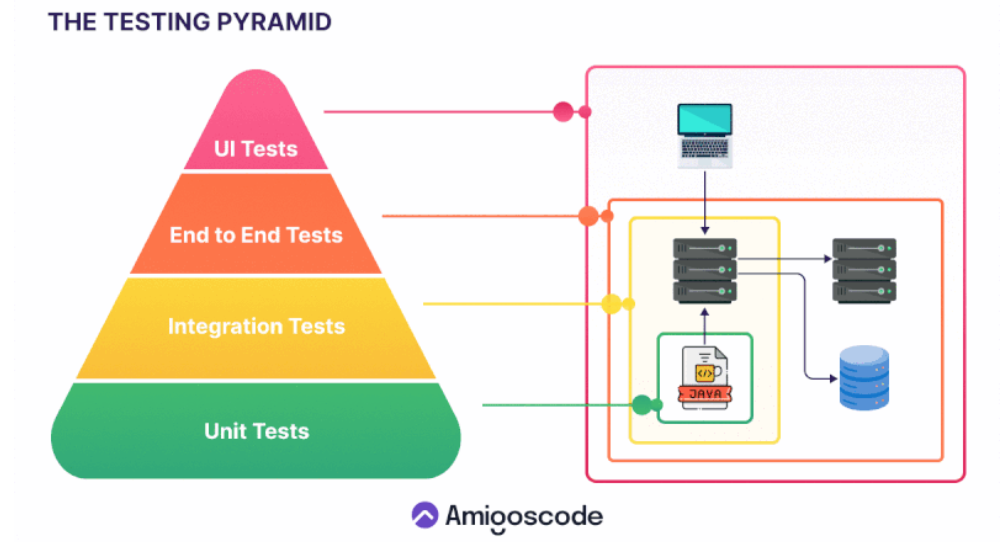 THE TESTING PYRAMID
UI Tests
End to End Tests
Integration Tests
JAVA
Unit Tests
Amigoscode